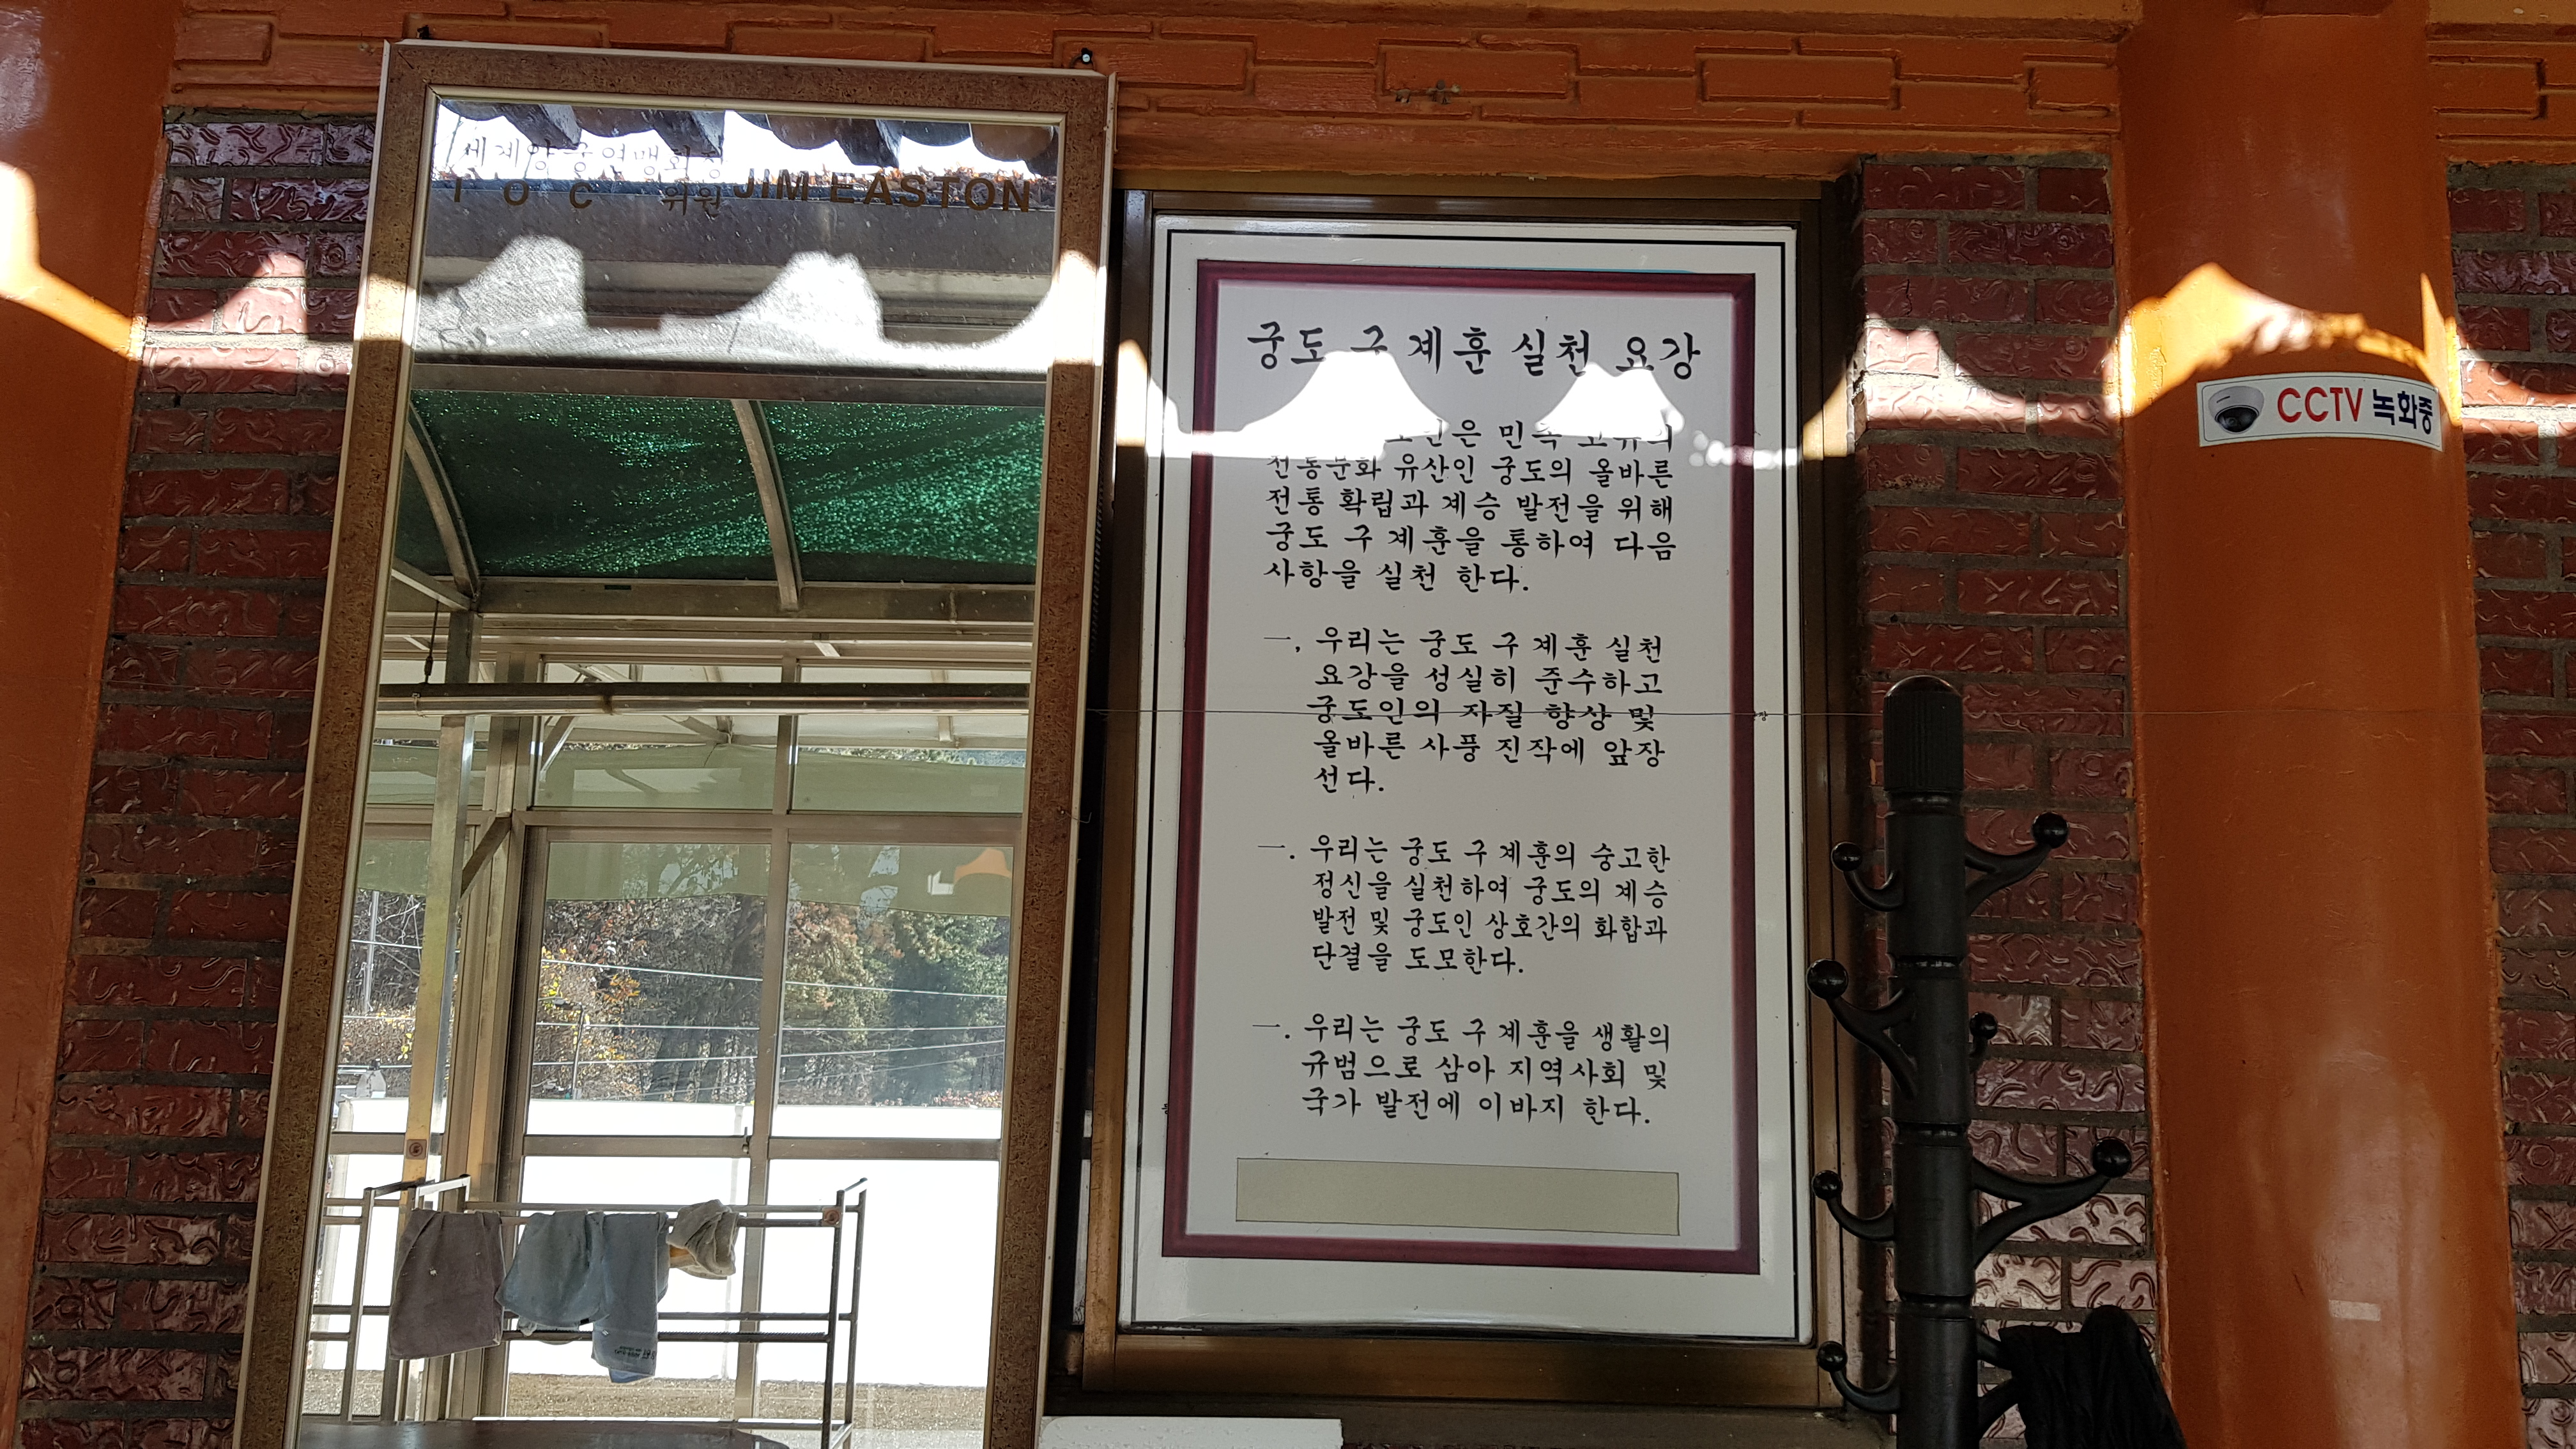 세계양궁연맹회장
I O C 위원 JIM EASTON
궁도 구 계훈 실천 요강
민족 고유의
전통문화 유산인 궁도의 올바른
전통 확립과 계승 발전을 위해
궁도 구 계훈을 통하여 다음
사항을 실천 한다.
一, 우리는 궁도 구 계훈 실천
요강을 성실히 준수하고
궁도인의 자질 향상 및
올바른 사풍 진작에 앞장
선다.
一. 우리는 궁도 구 계훈의 숭고한
정신을 실천하여 궁도의 계승
발전 및 궁도인 상호간의 화합과
단결을 도모한다.
一. 우리는 궁도 구 계훈을 생활의
규범으로 삼아 지역사회 및
국가 발전에 이바지 한다.
CCTV 녹화중